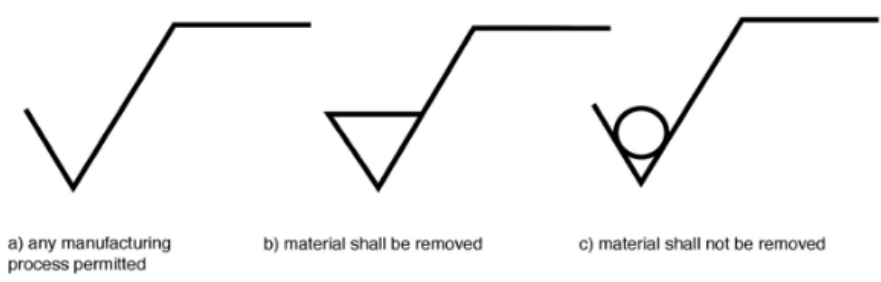 a) any manufacturing
process permitted
b) material shall be removed
c) material shall not be removed